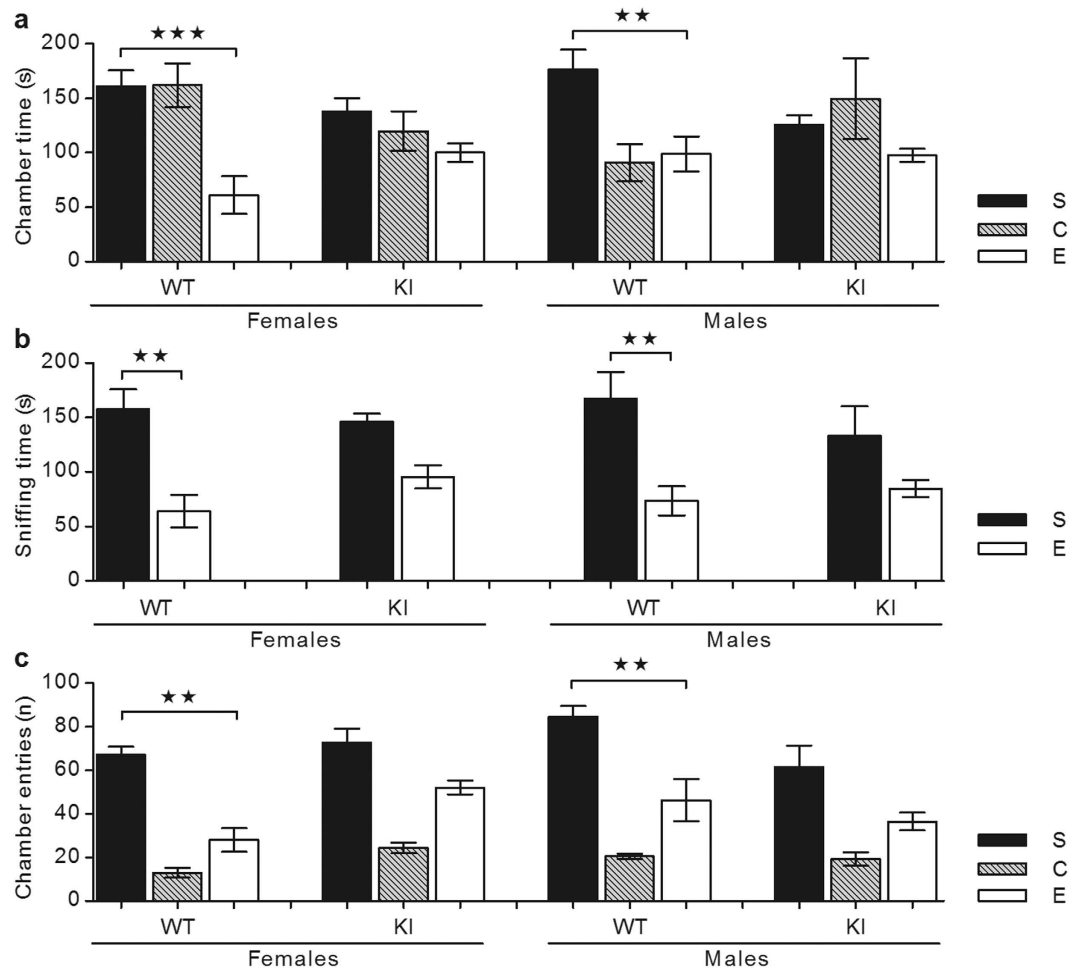 a
★★★
★★
Chamber time (s)
200
150
100
50
0
S
C
E
WT
KI
WT
KI
Females
Males
b
★★
★★
Sniffing time (s)
200
150
100
50
0
S
E
WT
KI
WT
KI
Females
Males
c
★★
★★
Chamber entries (n)
100
80
60
40
20
0
S
C
E
WT
KI
WT
KI
Females
Males